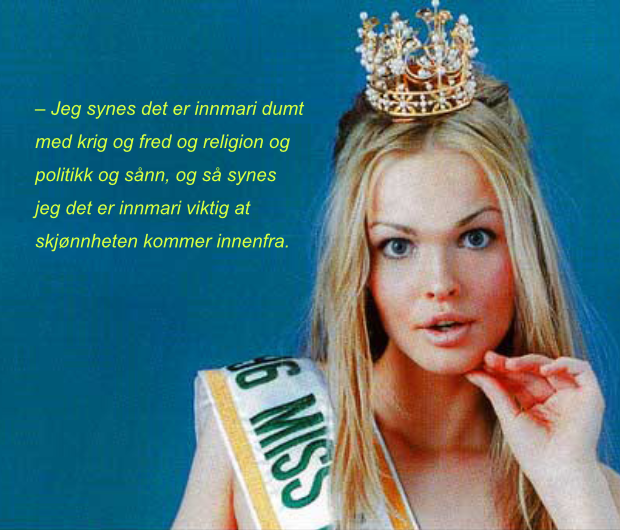 – Jeg synes det er innmari dumt
med krig og fred og religion og
politikk og sånn, og så synes
jeg det er innmari viktig at
skjønnheten kommer innenfra.
96 MISS